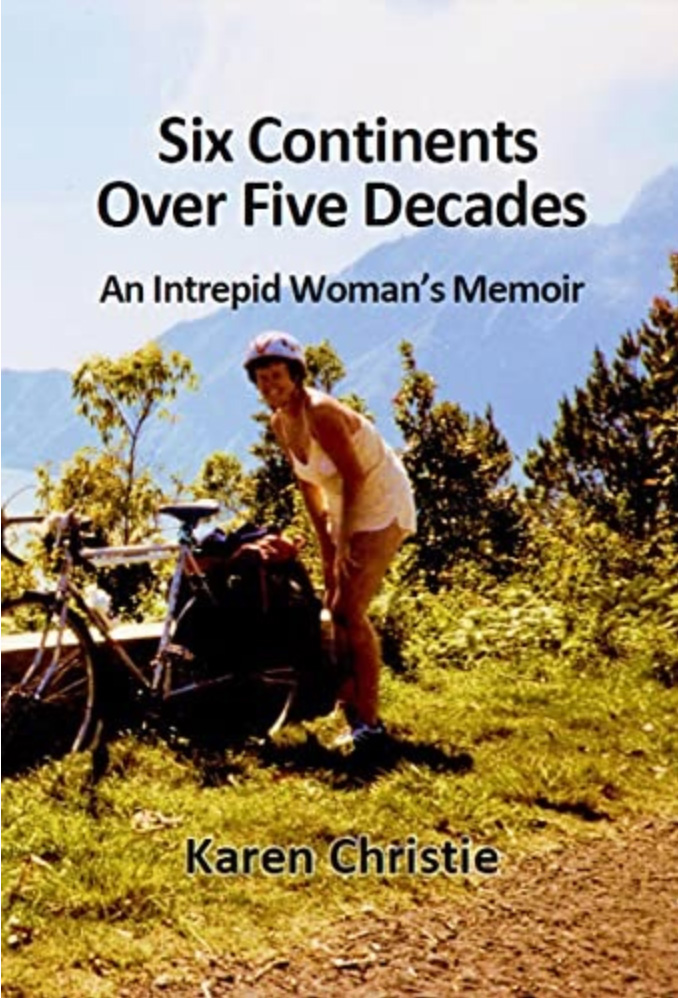 Six Continents
Over Five Decades
An Intrepid Woman’s Memoir
Karen Christie